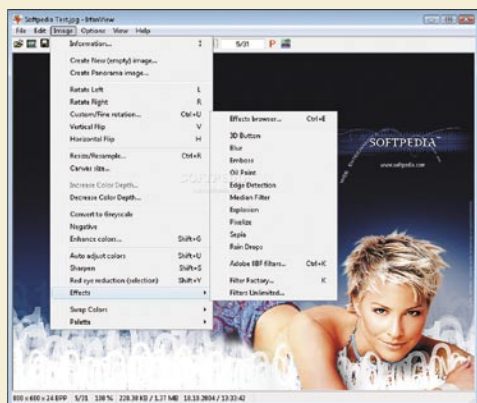 Softpedia Test.jpg - IrfanView
File Edit Image Options View Help
5/31
Information... I
Create New (empty) image...
Create Panorama image...
Rotate Left L
Rotate Right R
Custom/Fine rotation... Ctrl+U
Vertical Flip V
Horizontal Flip H
Resize/Resample... Ctrl+R
Canvas size...
Increase Color Depth...
Decrease Color Depth...
Convert to Greyscale
Negative
Enhance colors... Shift+G
Auto adjust colors Shift+U
Sharpen Shift+S
Red eye reduction (selection) Shift+Y
Effects
Swap Colors
Palette
Effects browser... Ctrl+E
3D Button
Blur
Emboss
Oil Paint
Edge Detection
Median Filter
Explosion
Pixelize
Sepia
Rain Drops
Adobe 8BF filters... Ctrl+K
Filter Factory... K
Filters Unlimited...
SOFTPEDIA
www.softpedia.com
800 x 600 x 24 BPP 5/31 100 % 228.30 KB / 1.37 MB 18.10.2004 / 13:33:42